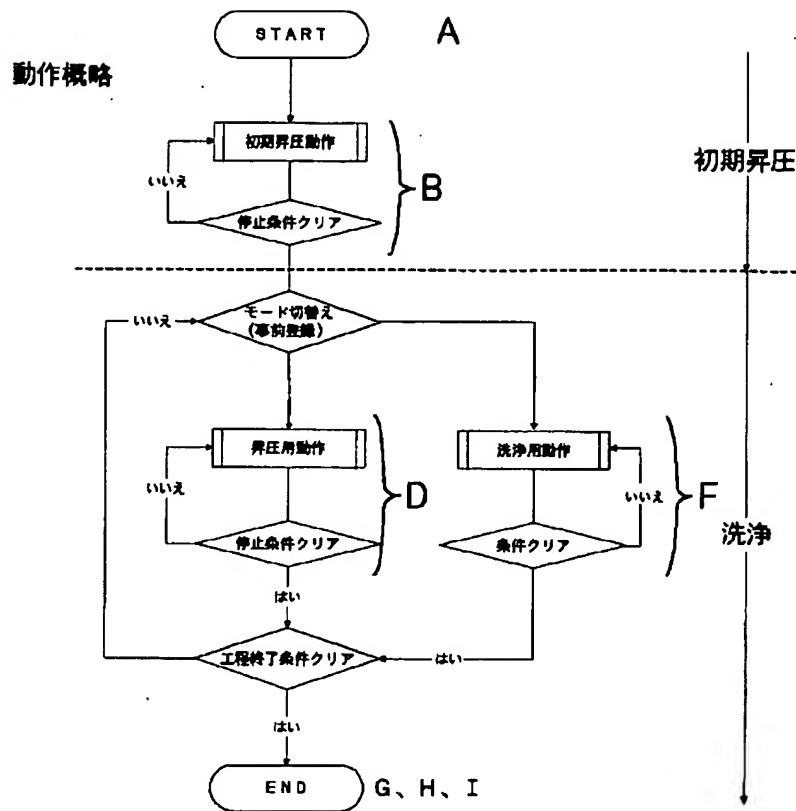 START
A
動作概略
初期昇圧動作
いいえ
停止条件クリア
B
初期昇圧
モード切替え
(事前登録)
いいえ
昇圧用動作
いいえ
停止条件クリア
D
はい
洗浄用動作
いいえ
条件クリア
F
洗浄
工程終了条件クリア
はい
はい
END
G、H、I